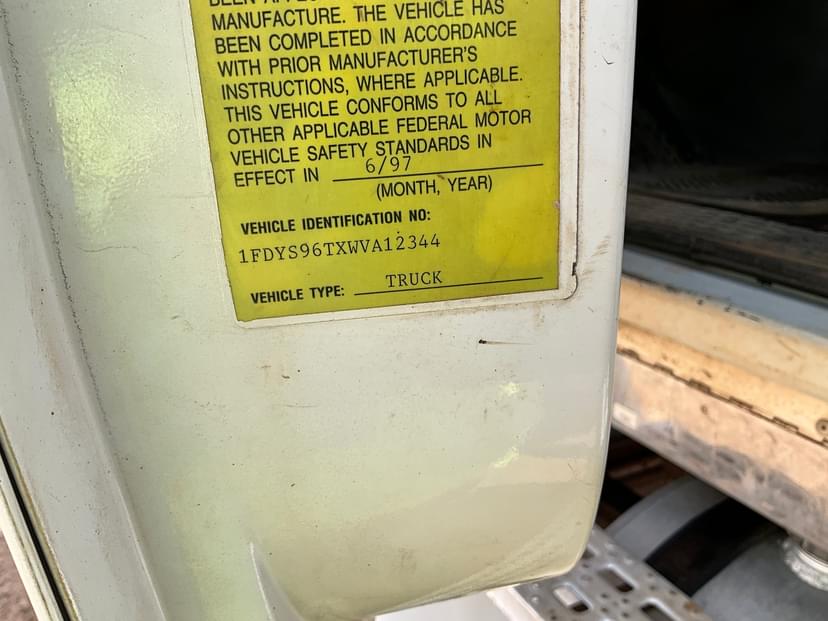 BEEN APPLE
MANUFACTURE. THE VEHICLE HAS
BEEN COMPLETED IN ACCORDANCE
WITH PRIOR MANUFACTURER'S
INSTRUCTIONS, WHERE APPLICABLE.
THIS VEHICLE CONFORMS TO ALL
OTHER APPLICABLE FEDERAL MOTOR
VEHICLE SAFETY STANDARDS IN
EFFECT IN 6/97
(MONTH, YEAR)
VEHICLE IDENTIFICATION NO:
1FDYS96TXWVA12344
VEHICLE TYPE: TRUCK